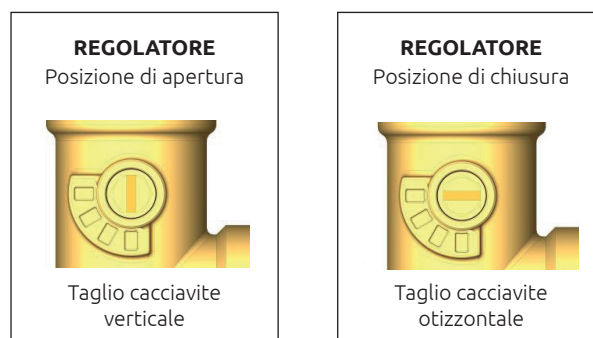 REGOLATORE
Posizione di apertura
Taglio cacciavite
verticale
REGOLATORE
Posizione di chiusura
Taglio cacciavite
otizzontale